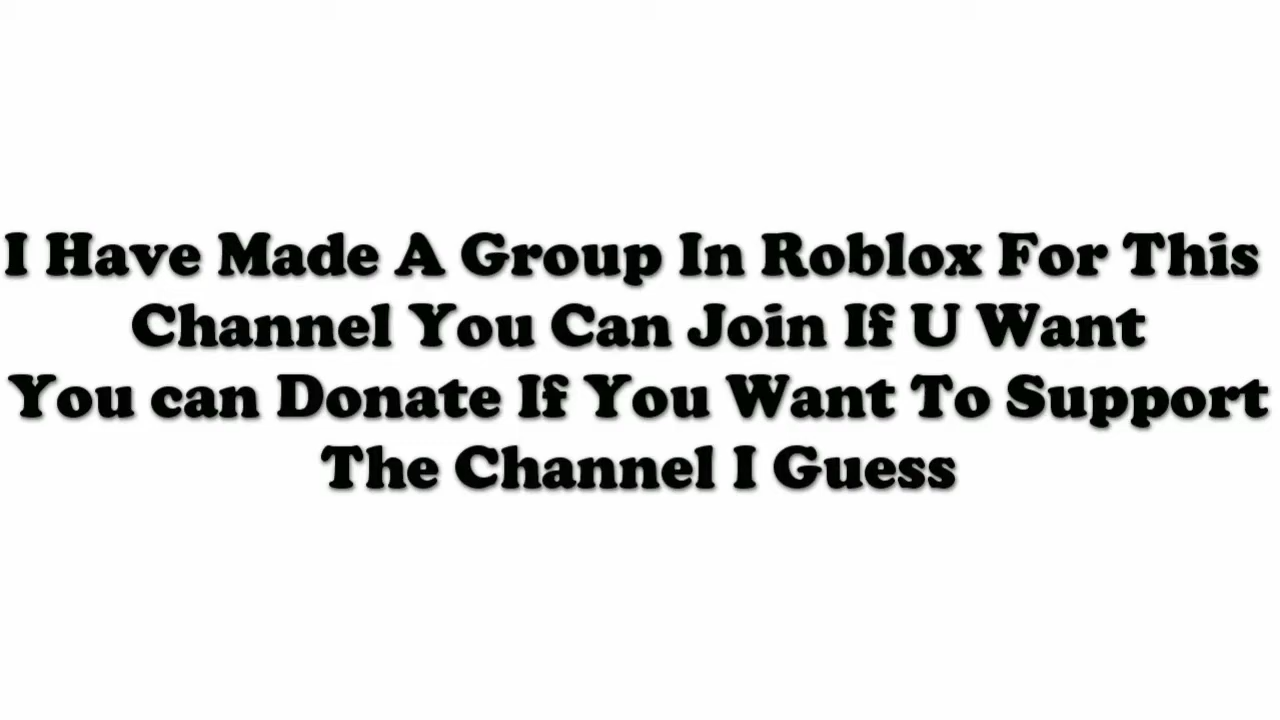 I Have Made A Group In Roblox For This
Channel You Can Join If U Want
You can Donate If You Want To Support
The Channel I Guess